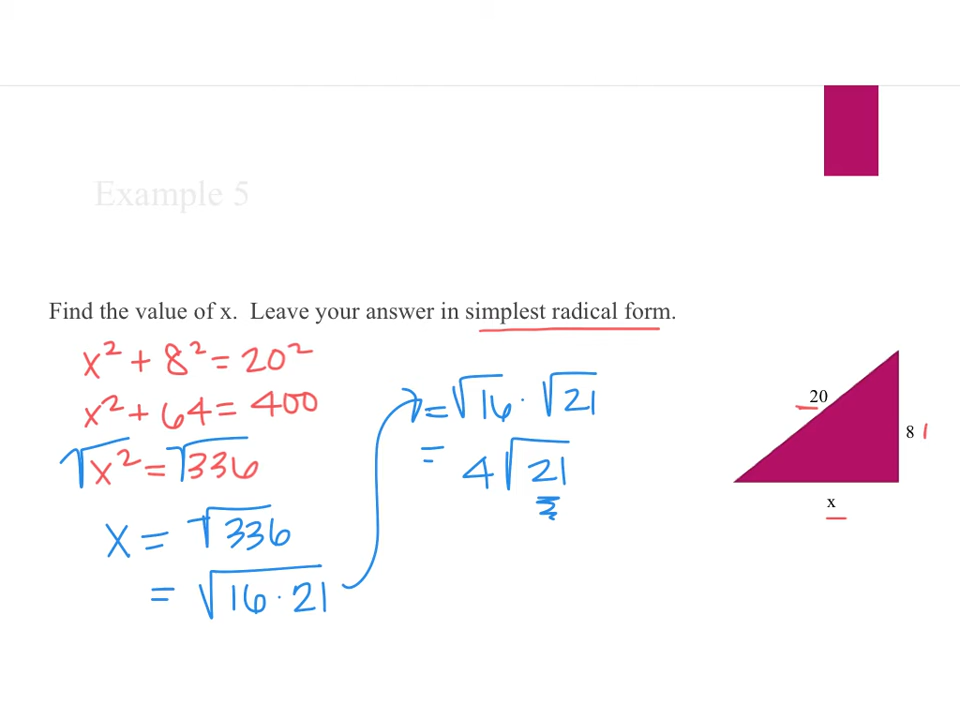 Example 5
Find the value of x. Leave your answer in simplest radical form.
x² + 8² = 20²
x² + 64 = 400
√x² = √336
x = √336
= √16·21
= √16 · √21
= 4√21
20
8
x